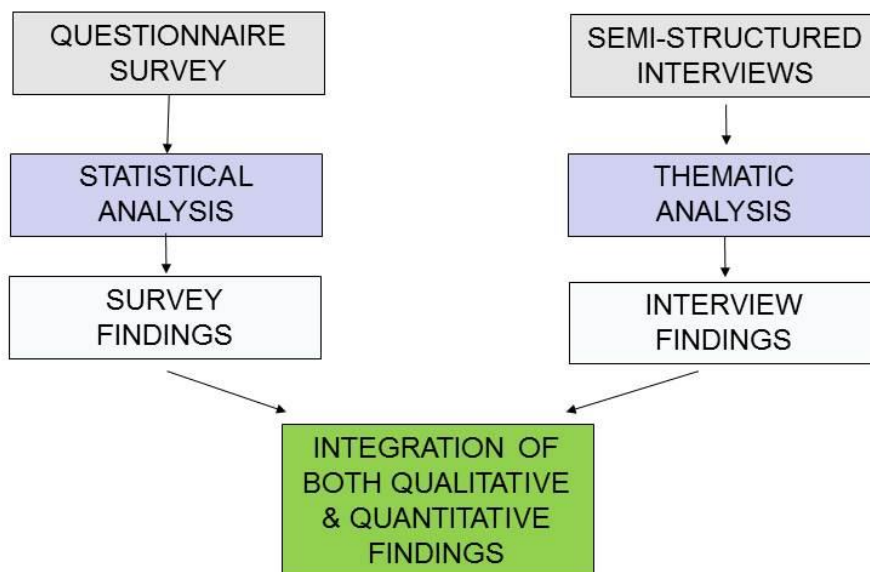 QUESTIONNAIRE
SURVEY
SEMI-STRUCTURED
INTERVIEWS
STATISTICAL
ANALYSIS
THEMATIC
ANALYSIS
SURVEY
FINDINGS
INTERVIEW
FINDINGS
INTEGRATION OF
BOTH QUALITATIVE
& QUANTITATIVE
FINDINGS